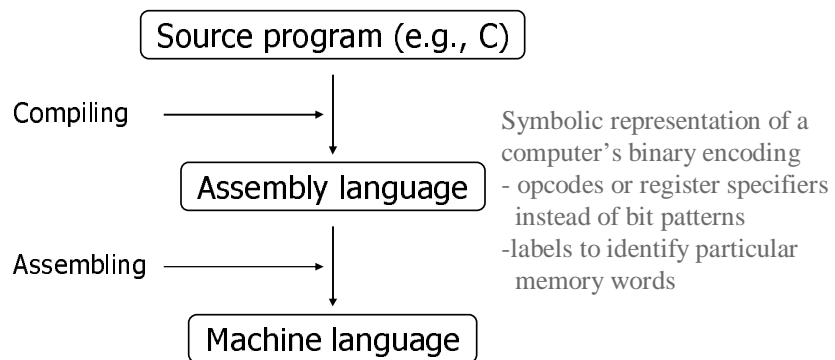 Source program (e.g., C)
Compiling
Symbolic representation of a
computer’s binary encoding
- opcodes or register specifiers
instead of bit patterns
-labels to identify particular
memory words
Assembly language
Assembling
Machine language